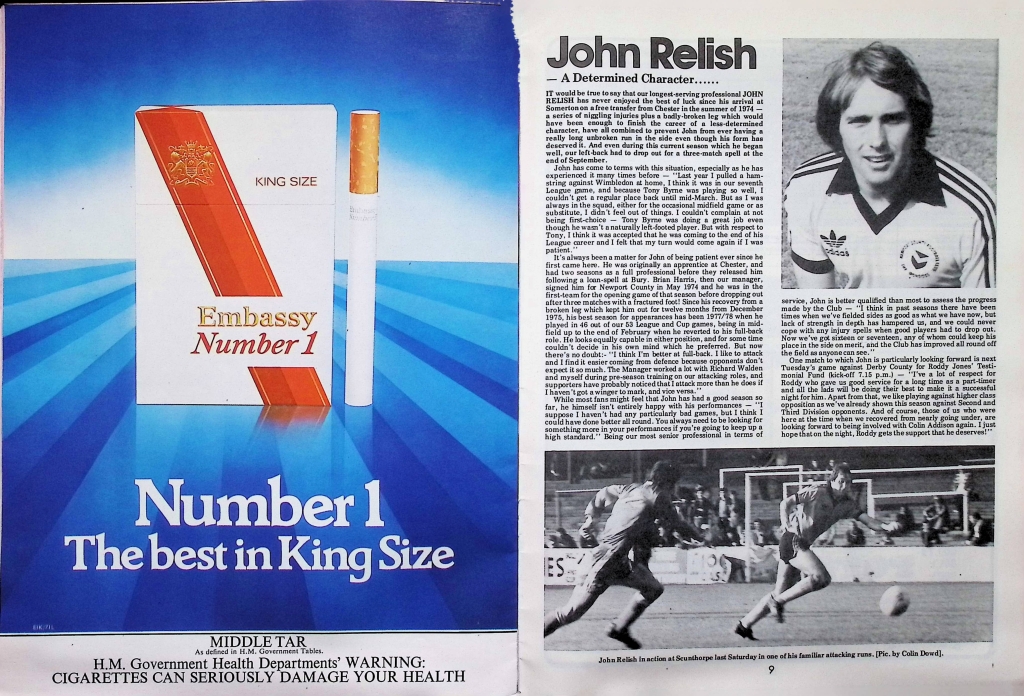 KING SIZE
Embassy
Number 1
Number 1
The best in King Size
MIDDLE TAR
As defined in H.M. Government Tables.
H.M. Government Health Departments' WARNING:
CIGARETTES CAN SERIOUSLY DAMAGE YOUR HEALTH
John Relish
— A Determined Character......
IT would be true to say that our longest-serving professional JOHN
RELISH has never enjoyed the best of luck since his arrival at
Somerton on a free transfer from Chester in the summer of 1974 —
a series of niggling injuries plus a badly-broken leg which would
have been enough to finish the career of a less-determined
character, have all combined to prevent John from ever having a
really long unbroken run in the side even though his form has
deserved it. And even during this current season which he began
well, our left-back had to drop out for a three-match spell at the
end of September.
John has come to terms with this situation, especially as he has
experienced it many times before — "Last year I pulled a ham-
string against Wimbledon at home, I think it was in our seventh
League game, and because Tony Byrne was playing so well, I
couldn't get a regular place back until mid-March. But as I was
always in the squad, either for the occasional midfield game or as
substitute, I didn't feel out of things. I couldn't complain at not
being first-choice — Tony Byrne was doing a great job even
though he wasn't a naturally left-footed player. But with respect to
Tony, I think it was accepted that he was coming to the end of his
League career and I felt that my turn would come again if I was
patient."
It's always been a matter for John of being patient ever since he
first came here. He was originally an apprentice at Chester, and
had two seasons as a full professional before they released him
following a loan-spell at Bury. Brian Harris, then our manager,
signed him for Newport County in May 1974 and he was in the
first-team for the opening game of that season before dropping out
after three matches with a fractured foot! Since his recovery from a
broken leg which kept him out for twelve months from December
1975, his best season for appearances has been 1977/78 when he
played in 46 of our 53 League and Cup games, being in mid-
field up to the end of February when he reverted to his full-back
role. He looks equally capable in either position, and for some time
couldn't decide in his own mind which he preferred. But now
there's no doubt:- "I think I'm better at full-back. I like to attack
and I find it easier coming from defence because opponents don't
expect it so much. The Manager worked a lot with Richard Walden
and myself during pre-season training on our attacking roles, and
supporters have probably noticed that I attack more than he does if
I haven't got a winger to mark, and vice versa."
While most fans might feel that John has had a good season so
far, he himself isn't entirely happy with his performances — "I
suppose I haven't had any particularly bad games, but I think I
could have done better all round. You always need to be looking for
something more in your performances if you're going to keep up a
high standard." Being our most senior professional in terms of
adidas
service, John is better qualified than most to assess the progress
made by the Club — "I think in past seasons there have been
times when we've fielded sides as good as what we have now, but
lack of strength in depth has hampered us, and we could never
cope with any injury spells when good players had to drop out.
Now we've got sixteen or seventeen, any of whom could keep his
place in the side on merit, and the Club has improved all round off
the field as anyone can see."
One match to which John is particularly looking forward is next
Tuesday's game against Derby County for Roddy Jones' Testi-
monial Fund (kick-off 7.15 p.m.) — "I've a lot of respect for
Roddy who gave us good service for a long time as a part-timer
and all the lads will be doing their best to make it a successful
night for him. Apart from that, we like playing against higher class
opposition as we've already shown this season against Second and
Third Division opponents. And of course, those of us who were
here at the time when we recovered from nearly going under, are
looking forward to being involved with Colin Addison again. I just
hope that on the night, Roddy gets the support that he deserves!"
ES
John Relish in action at Scunthorpe last Saturday in one of his familiar attacking runs. [Pic. by Colin Dowd].
9